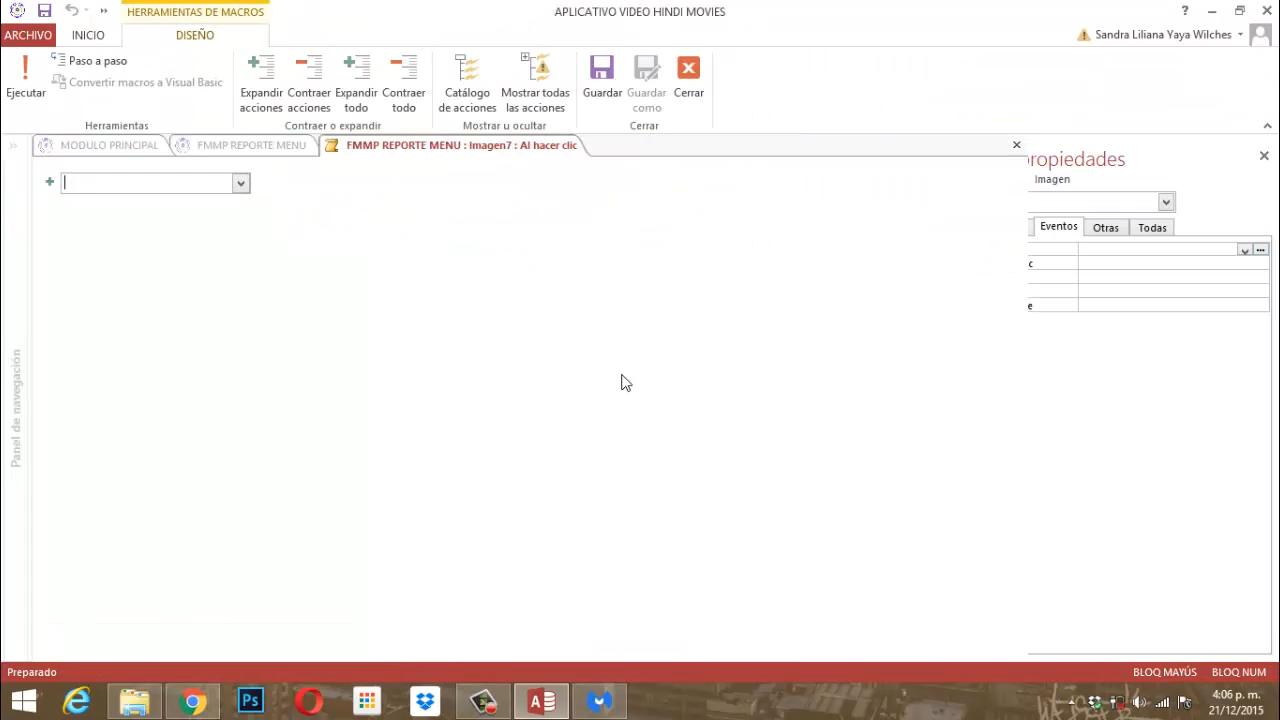 HERRAMIENTAS DE MACROS
APLICATIVO VIDEO HINDI MOVIES
?
ARCHIVO
INICIO
DISEÑO
Sandra Liliana Yaya Wilches
Ejecutar
Paso a paso
Convertir macros a Visual Basic
Herramientas
Expandir acciones
Contraer acciones
Expandir todo
Contraer todo
Contraer o expandir
Catálogo de acciones
Mostrar todas las acciones
Mostrar u ocultar
Guardar
Guardar como
Cerrar
Cerrar
MODULO PRINCIPAL
FMMP REPORTE MENU
FMMP REPORTE MENU : Imagen7 : Al hacer clic
ropiedades
Imagen
Eventos
Otras
Todas
c
e
Panel de navegación
Preparado
BLOQ MAYÚS
BLOQ NUM
Ps
4:06 p. m.
21/12/2015